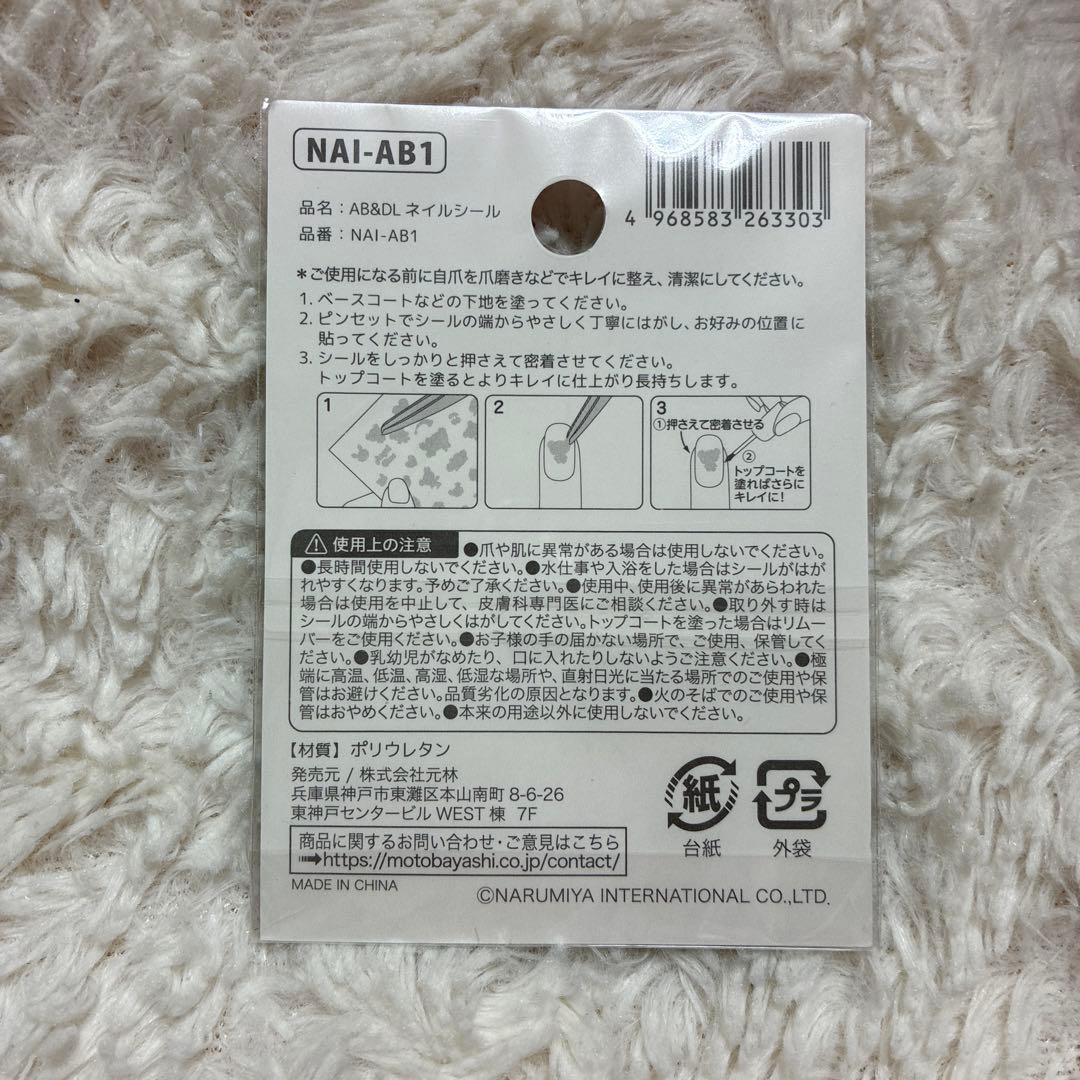 NAI-AB1
品名：AB&DL ネイルシール
品番：NAI-AB1
4 968583 263303
＊ご使用になる前に自爪を爪磨きなどでキレイに整え、清潔にしてください。
1. ベースコートなどの下地を塗ってください。
2. ピンセットでシールの端からやさしく丁寧にはがし、お好みの位置に
貼ってください。
3. シールをしっかりと押さえて密着させてください。
トップコートを塗るとよりキレイに仕上がり長持ちします。
1
2
3
①押さえて密着させる
②
トップコートを
塗ればさらに
キレイに！
使用上の注意 ●爪や肌に異常がある場合は使用しないでください。
●長時間使用しないでください。●水仕事や入浴をした場合はシールがはが
れやすくなります。予めご了承ください。●使用中、使用後に異常があらわれた
場合は使用を中止して、皮膚科専門医にご相談ください。●取り外す時は
シールの端からやさしくはがしてください。トップコートを塗った場合はリムー
バーをご使用ください。●お子様の手の届かない場所で、ご使用、保管してく
ださい。●乳幼児がなめたり、口に入れたりしないようご注意ください。●極
端に高温、低温、高湿、低湿な場所や、直射日光に当たる場所でのご使用や保
管はお避けください。品質劣化の原因となります。●火のそばでのご使用や保
管はおやめください。●本来の用途以外に使用しないでください。
【材質】ポリウレタン
発売元 / 株式会社元林
兵庫県神戸市東灘区本山南町 8-6-26
東神戸センタービル WEST 棟 7F
商品に関するお問い合わせ・ご意見はこちら
https://motobayashi.co.jp/contact/
MADE IN CHINA
紙
台紙
プラ
外袋
©NARUMIYA INTERNATIONAL CO.,LTD.